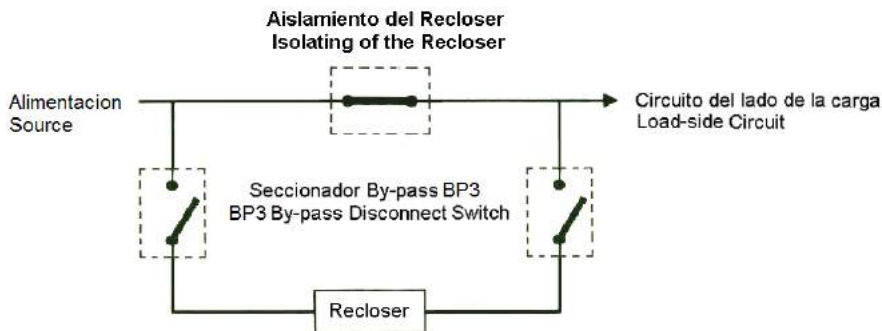 Aislamiento del Recloser
Isolating of the Recloser
Alimentacion
Source
Circuito del lado de la carga
Load-side Circuit
Seccionador By-pass BP3
BP3 By-pass Disconnect Switch
Recloser